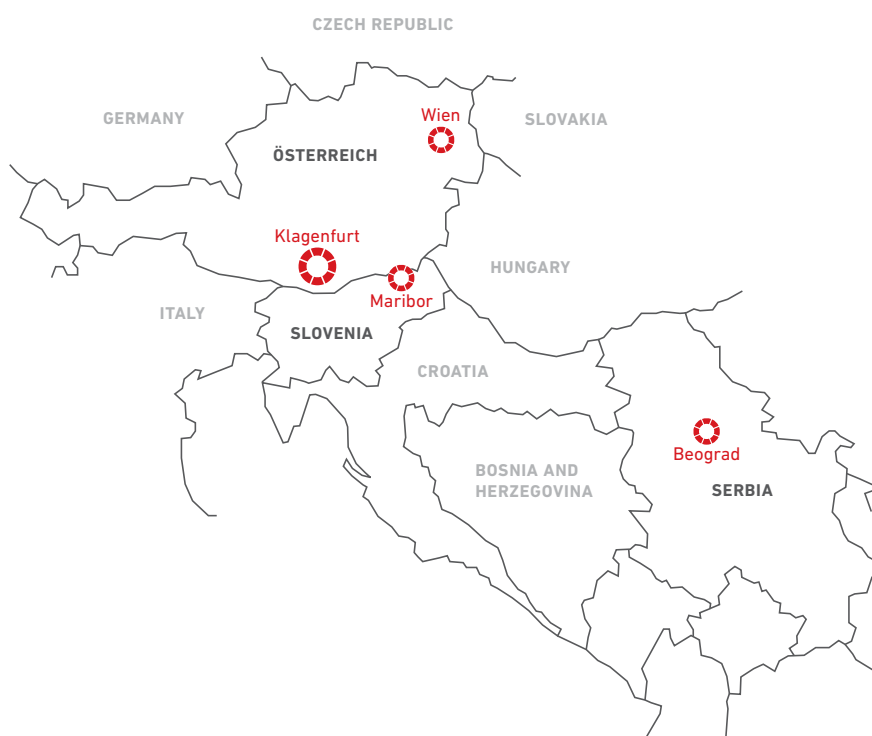 CZECH REPUBLIC
GERMANY
Wien
SLOVAKIA
ÖSTERREICH
Klagenfurt
HUNGARY
Maribor
ITALY
SLOVENIA
CROATIA
Beograd
BOSNIA AND
HERZEGOVINA
SERBIA